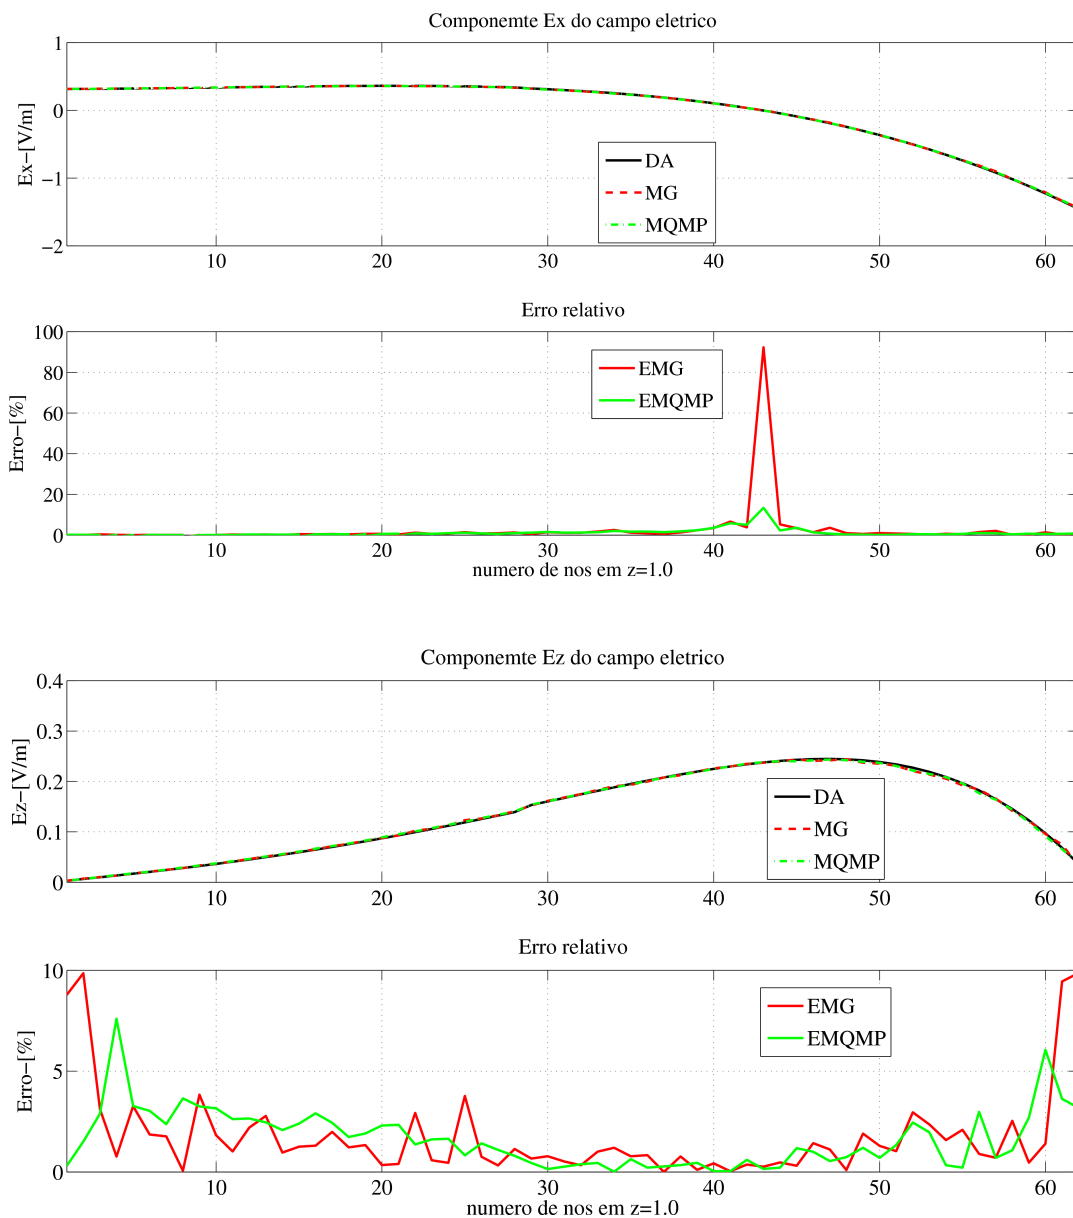 Componemte Ex do campo eletrico
1
0
−1
−2
Ex−[V/m]
DA
MG
MQMP
10 20 30 40 50 60
Erro relativo
100
80
60
40
20
0
Erro−[%]
EMG
EMQMP
10 20 30 40 50 60
numero de nos em z=1.0
Componemte Ez do campo eletrico
0.4
0.3
0.2
0.1
0
Ez−[V/m]
DA
MG
MQMP
10 20 30 40 50 60
Erro relativo
10
5
0
Erro−[%]
EMG
EMQMP
10 20 30 40 50 60
numero de nos em z=1.0